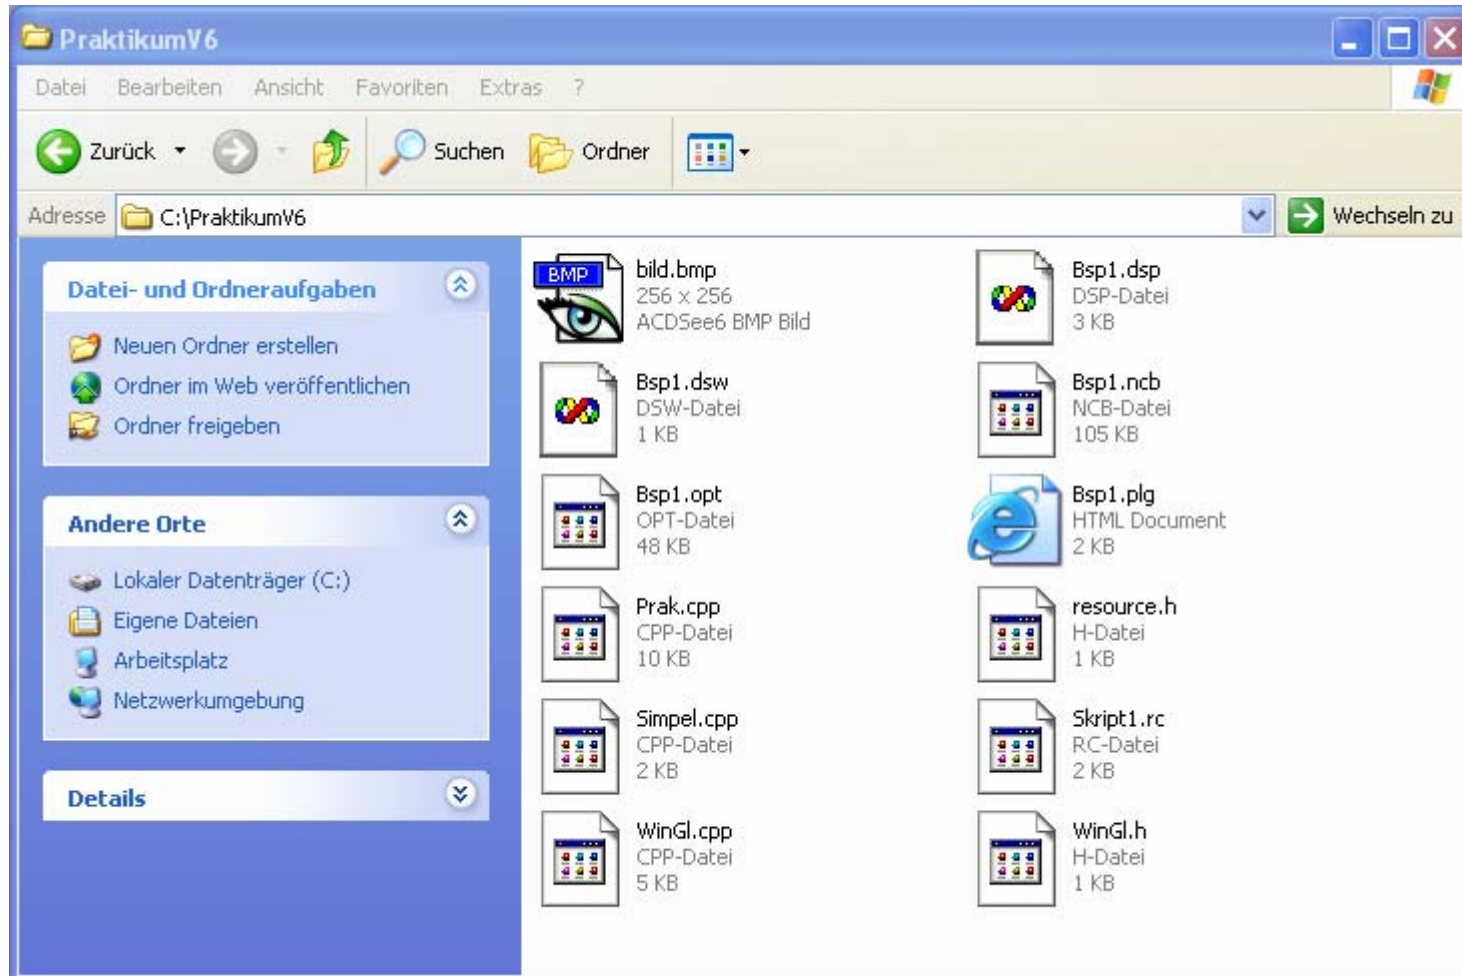 PraktikumV6
Datei Bearbeiten Ansicht Favoriten Extras ?
Zurück Suchen Ordner
Adresse C:\PraktikumV6 Wechseln zu
Datei- und Ordneraufgaben
Neuen Ordner erstellen
Ordner im Web veröffentlichen
Ordner freigeben
Andere Orte
Lokaler Datenträger (C:)
Eigene Dateien
Arbeitsplatz
Netzwerkumgebung
Details
BMP
bild.bmp
256 x 256
ACDSee6 BMP Bild
Bsp1.dsp
DSP-Datei
3 KB
Bsp1.dsw
DSW-Datei
1 KB
Bsp1.ncb
NCB-Datei
105 KB
Bsp1.opt
OPT-Datei
48 KB
Bsp1.plg
HTML Document
2 KB
Prak.cpp
CPP-Datei
10 KB
resource.h
H-Datei
1 KB
Simpel.cpp
CPP-Datei
2 KB
Skript1.rc
RC-Datei
2 KB
WinGl.cpp
CPP-Datei
5 KB
WinGl.h
H-Datei
1 KB